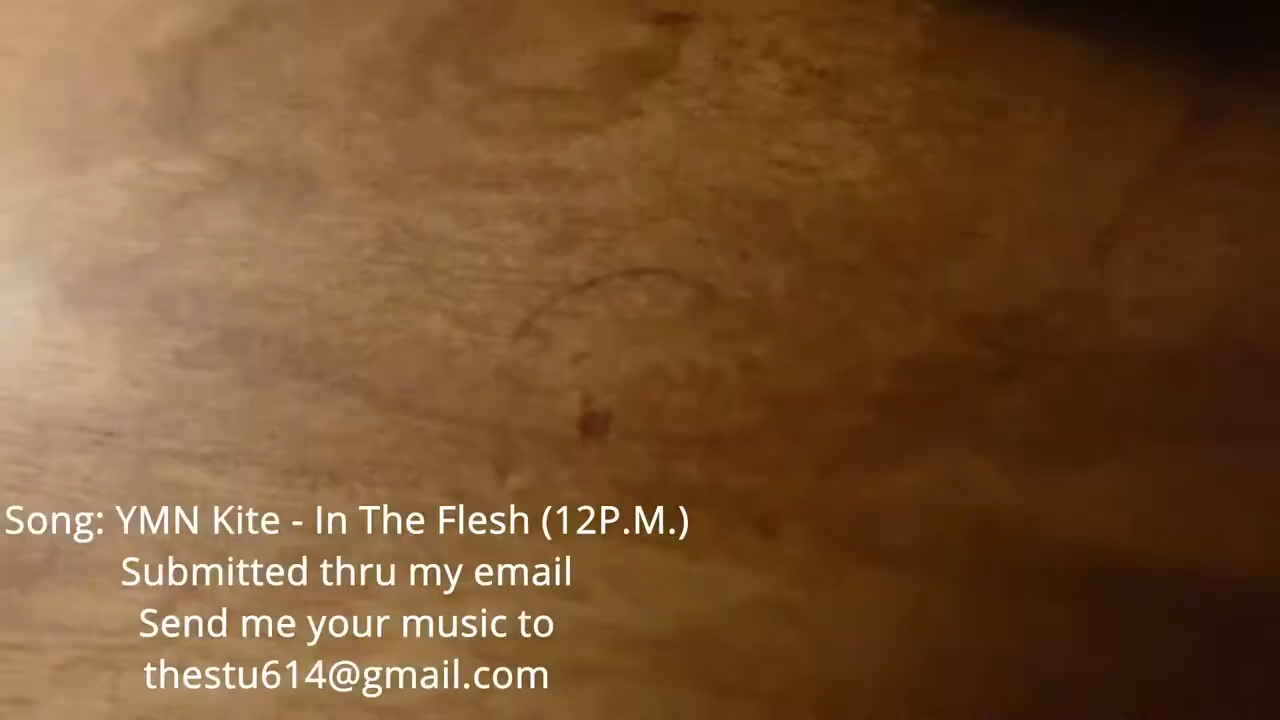 Song: YMN Kite - In The Flesh (12P.M.)
Submitted thru my email
Send me your music to
thestu614@gmail.com